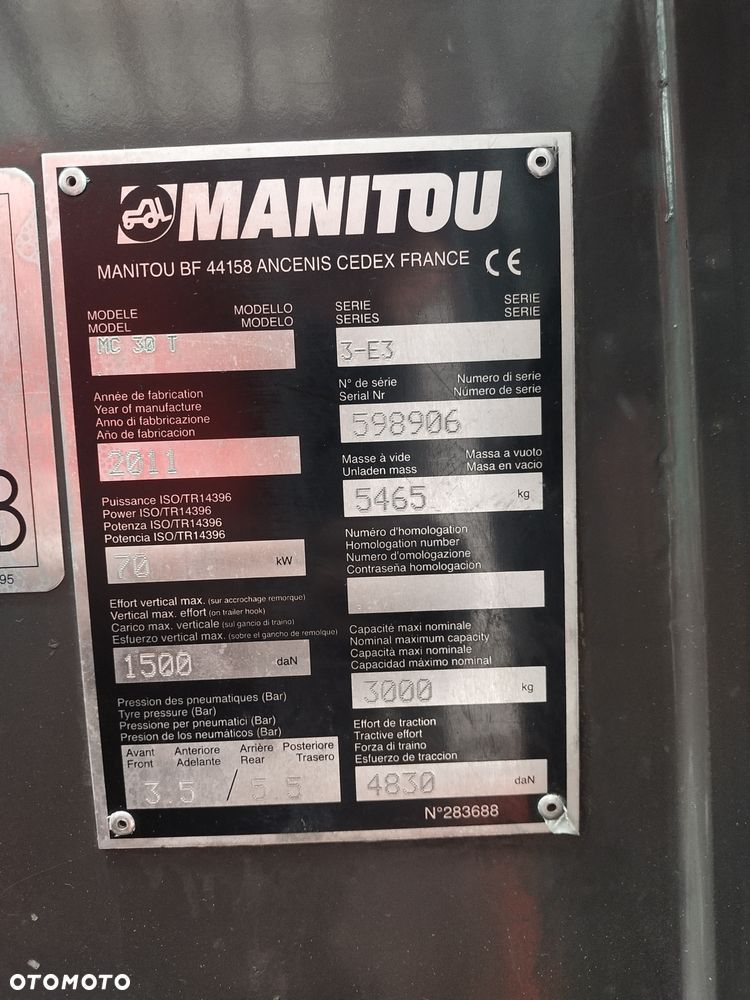 MANITOU
MANITOU BF 44158 ANCENIS CEDEX FRANCE CE
MODELE MODELLO
MODEL MODELO
MC 30 T
SERIE SERIE
SERIES SERIE
3-E3
Année de fabrication
Year of manufacture
Anno di fabbricazione
Año de fabricacion
2011
N° de série Numero di serie
Serial Nr Número de serie
598906
Masse à vide Massa a vuoto
Unladen mass Masa en vacio
5465 kg
Puissance ISO/TR14396
Power ISO/TR14396
Potenza ISO/TR14396
Potencia ISO/TR14396
70 kW
Numéro d'homologation
Homologation number
Numero d'omologazione
Contraseña homologacion
Effort vertical max. (sur accrochage remorque)
Vertical max. effort (on trailer hook)
Carico max. verticale (sul gancio di traino)
Esfuerzo vertical max. (sobre el gancho de remolque)
1500 daN
Capacité maxi nominale
Nominal maximum capacity
Capacità maxi nominale
Capacidad máximo nominal
3000 kg
Pression des pneumatiques (Bar)
Tyre pressure (Bar)
Pressione per pneumatici (Bar)
Presion de los neumáticos (Bar)
Avant Anteriore Arrière Posteriore
Front Adelante Rear Trasero
3.5 / 5.5
Effort de traction
Tractive effort
Forza di traino
Esfuerzo de traccion
4830 daN
N°283688
95
OTOMOTO